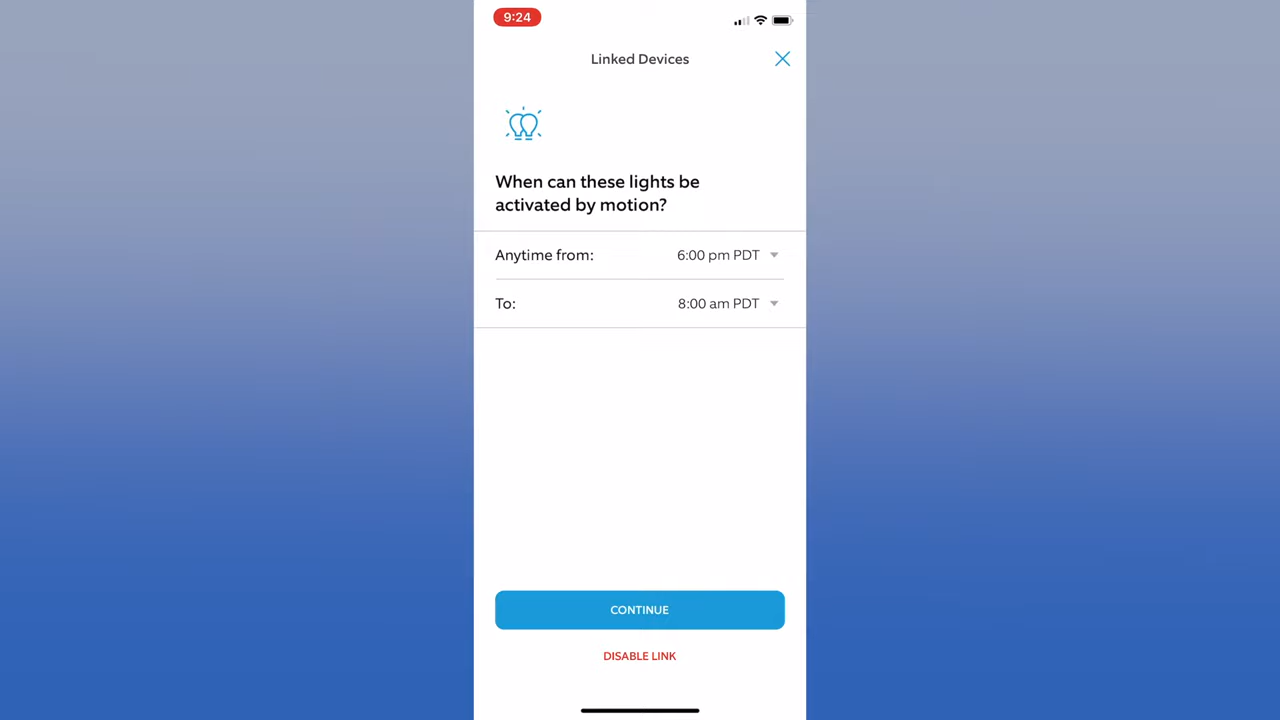 9:24
Linked Devices
When can these lights be
activated by motion?
Anytime from: 6:00 pm PDT
To: 8:00 am PDT
CONTINUE
DISABLE LINK